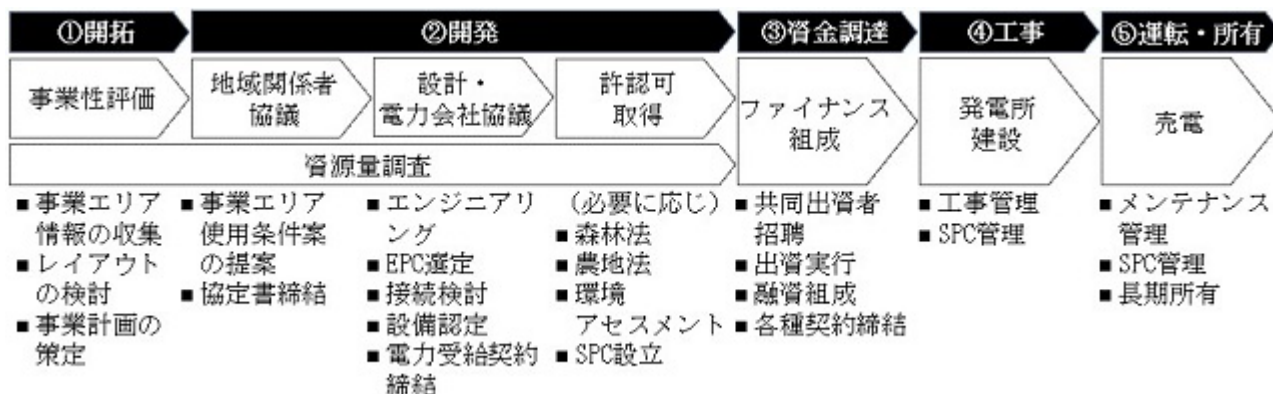 ①開拓
②開発
③資金調達
④工事
⑤運転・所有
事業性評価
地域関係者
協議
設計・
電力会社協議
許認可
取得
ファイナンス
組成
発電所
建設
売電
資源量調査
■事業エリア
情報の収集
■レイアウト
の検討
■事業計画の
策定
■事業エリア
使用条件案
の提案
■協定書締結
■エンジニアリ
ング
■EPC選定
■接続検討
■設備認定
■電力受給契約
締結
(必要に応じ)
■森林法
■農地法
■環境
アセスメント
■SPC設立
■共同出資者
招聘
■出資実行
■融資組成
■各種契約締結
■工事管理
■SPC管理
■メンテナンス
管理
■SPC管理
■長期所有